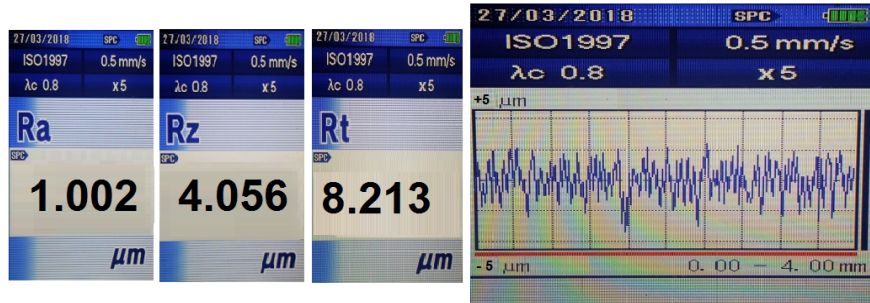 27/03/2018 SPC
ISO1997 0.5 mm/s
λc 0.8 x5
Ra
SPC
1.002
µm
27/03/2018 SPC
ISO1997 0.5 mm/s
λc 0.8 x5
Rz
SPC
4.056
µm
27/03/2018 SPC
ISO1997 0.5 mm/s
λc 0.8 x5
Rt
SPC
8.213
µm
27/03/2018 SPC
ISO1997 0.5 mm/s
λc 0.8 x5
+5 µm
-5 µm 0.00 - 4.00 mm